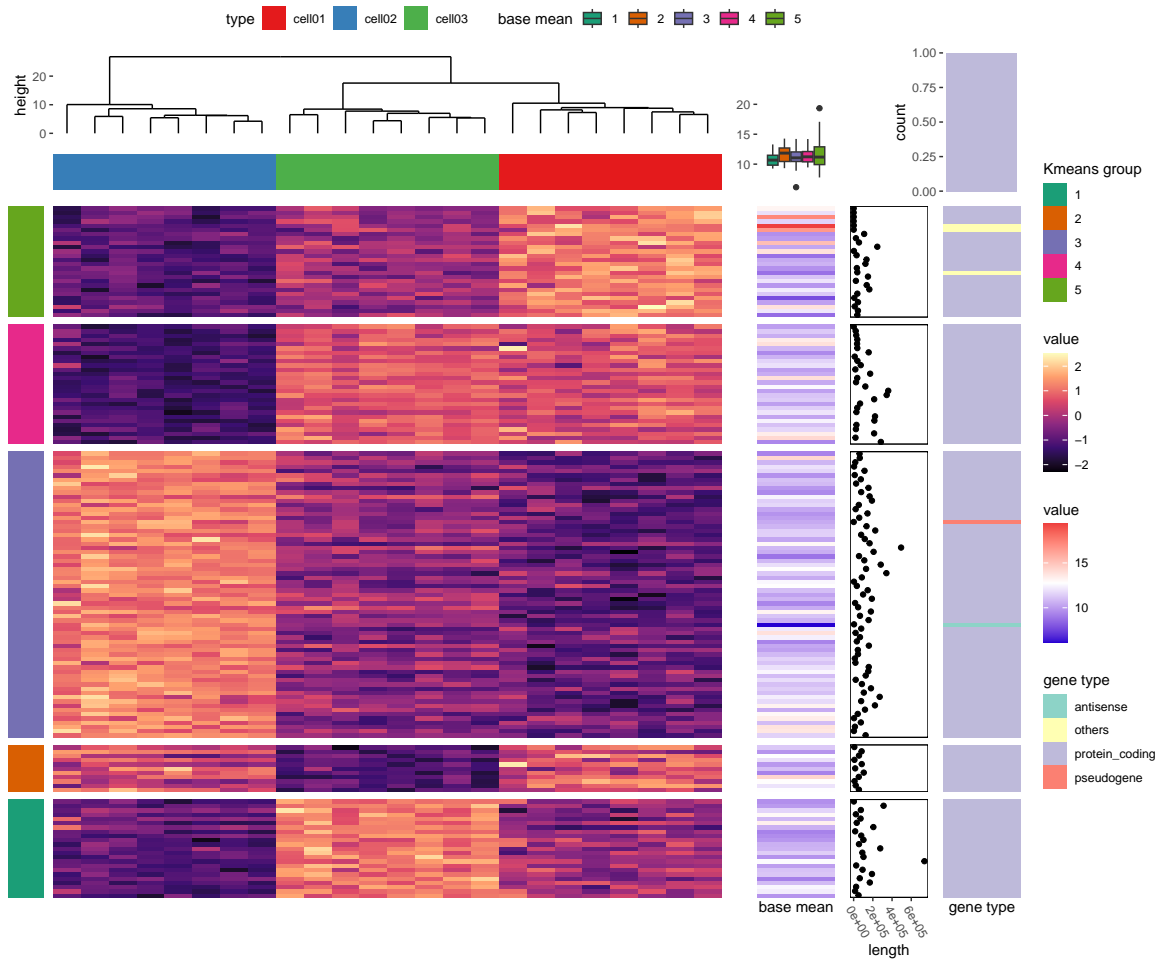 type cell01 cell02 cell03 base mean 1 2 3 4 5
height
20
10
0
20
15
10
count
1.00
0.75
0.50
0.25
0.00
Kmeans group
1
2
3
4
5
value
2
1
0
−1
−2
value
15
10
gene type
antisense
others
protein_coding
pseudogene
base mean
0e+00
2e+05
4e+05
6e+05
length
gene type